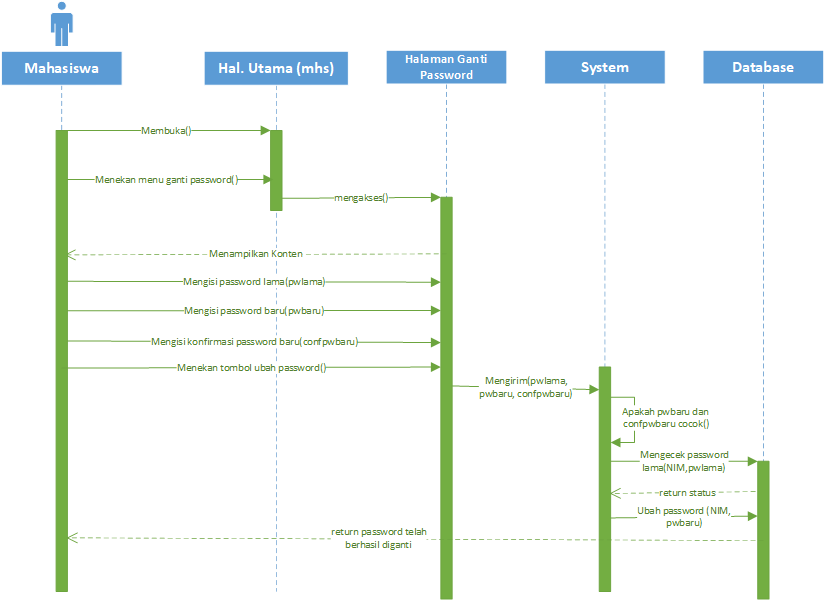 Mahasiswa
Hal. Utama (mhs)
Halaman Ganti
Password
System
Database
Membuka()
Menekan menu ganti password()
mengakses()
Menampilkan Konten
Mengisi password lama(pwlama)
Mengisi password baru(pwbaru)
Mengisi konfirmasi password baru(confpwbaru)
Menekan tombol ubah password()
Mengirim(pwlama,
pwbaru, confpwbaru)
Apakah pwbaru dan
confpwbaru cocok()
Mengecek password
lama(NIM,pwlama)
return status
Ubah password (NIM,
pwbaru)
return password telah
berhasil diganti